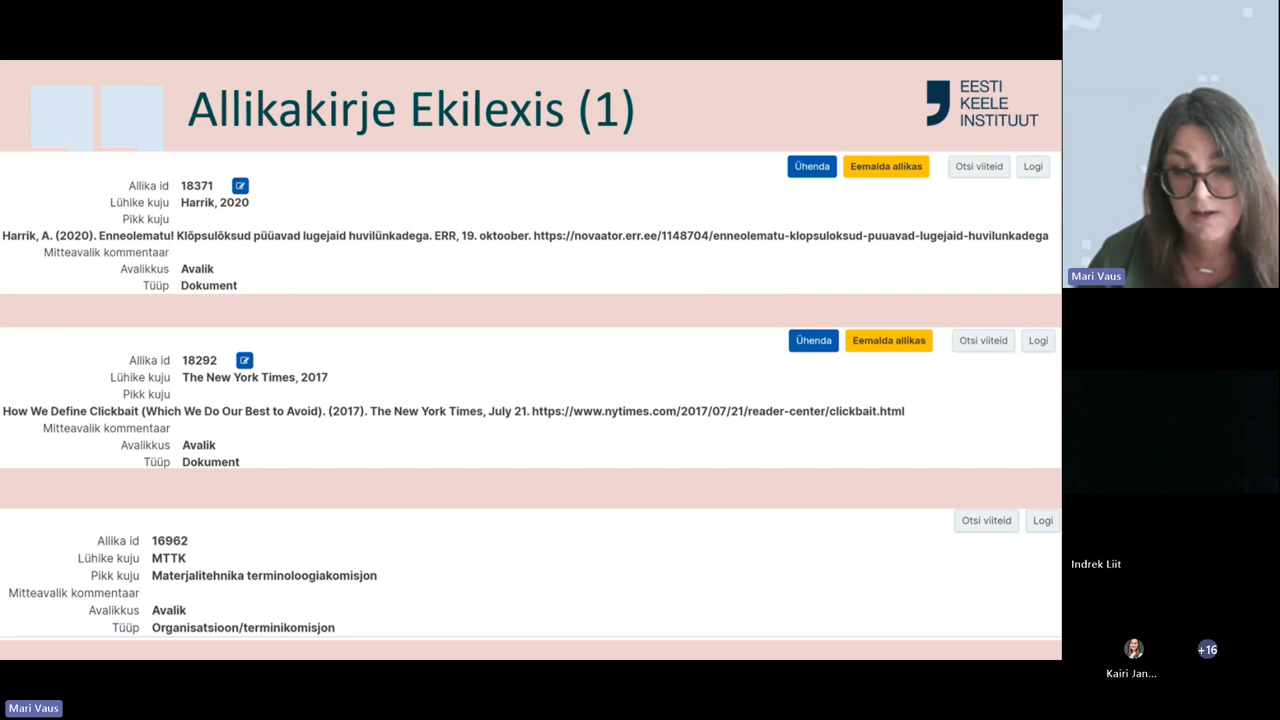 Allikakirje Ekilexis (1)
EESTI
KEELE
INSTITUUT
Ühenda
Eemalda allikas
Otsi viiteid
Logi
Allika id 18371
Lühike kuju Harrik, 2020
Pikk kuju
Harrik, A. (2020). Enneolematu! Klõpsulõksud püüavad lugejaid huvilünkadega. ERR, 19. oktoober. https://novaator.err.ee/1148704/enneolematu-klopsuloksud-puuavad-lugejaid-huvilunkadega
Mitteavalik kommentaar
Avalikkus Avalik
Tüüp Dokument
Ühenda
Eemalda allikas
Otsi viiteid
Logi
Allika id 18292
Lühike kuju The New York Times, 2017
Pikk kuju
How We Define Clickbait (Which We Do Our Best to Avoid). (2017). The New York Times, July 21. https://www.nytimes.com/2017/07/21/reader-center/clickbait.html
Mitteavalik kommentaar
Avalikkus Avalik
Tüüp Dokument
Otsi viiteid
Logi
Allika id 16962
Lühike kuju MTTK
Pikk kuju Materjalitehnika terminoloogiakomisjon
Mitteavalik kommentaar
Avalikkus Avalik
Tüüp Organisatsioon/terminikomisjon
Mari Vaus
Indrek Liit
Kairi Jan...
+16
Mari Vaus